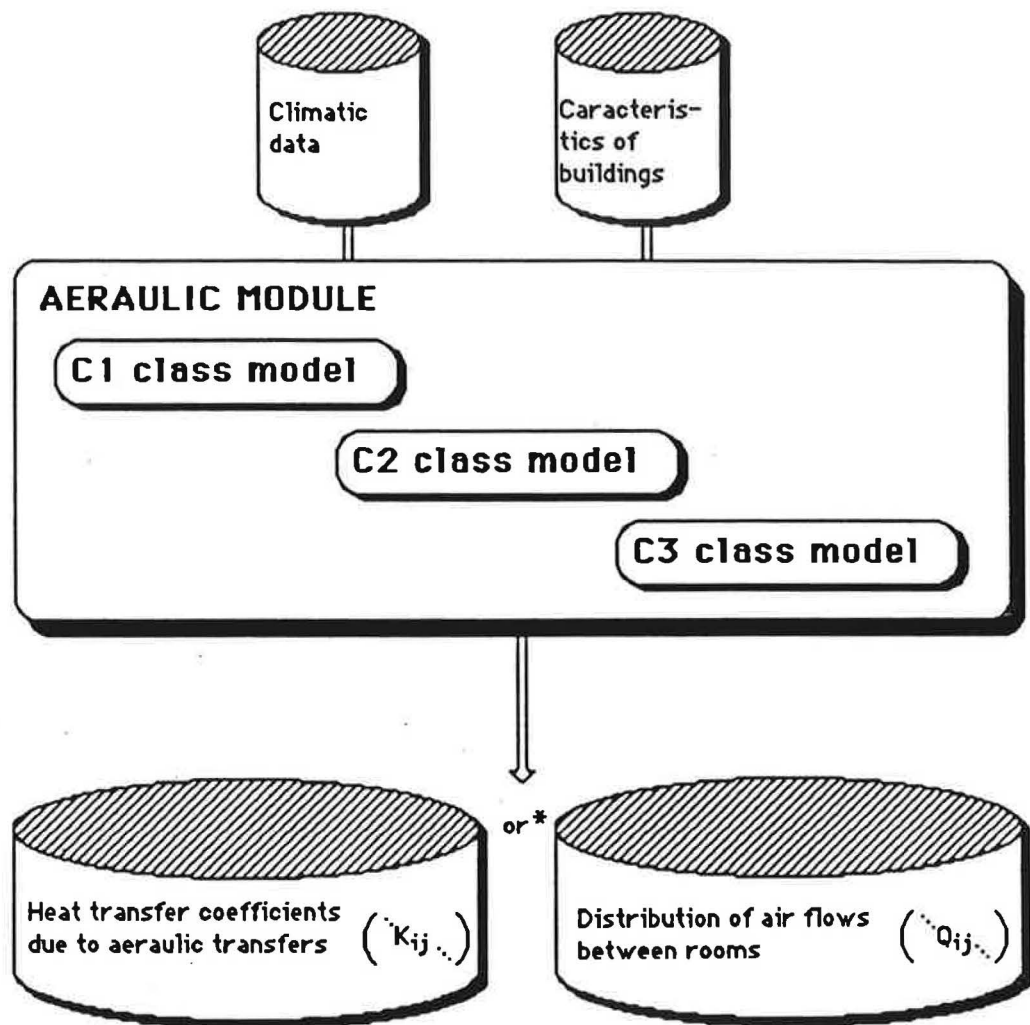 Climatic
data
Caracteris-
tics of
buildings
AERAULIC MODULE
C1 class model
C2 class model
C3 class model
or*
Heat transfer coefficients
due to aeraulic transfers
(⋱Kij⋱)
Distribution of air flows
between rooms
(⋱Qij⋱)